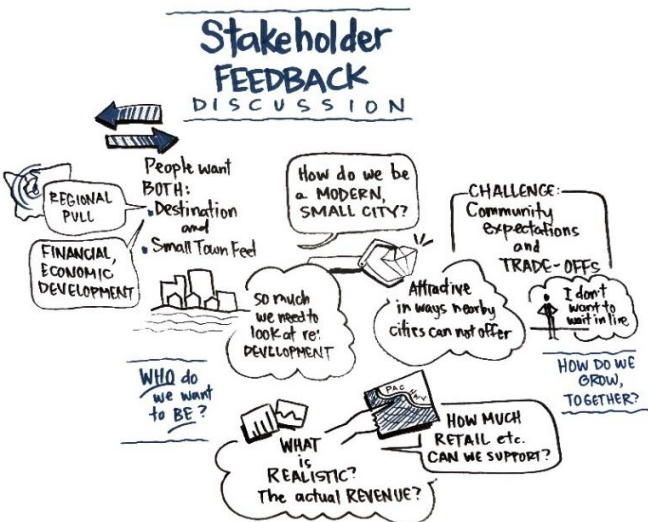 Stakeholder
FEEDBACK
DISCUSSION
People want
BOTH:
• Destination
and
• Small Town Feel
REGIONAL
PULL
FINANCIAL,
ECONOMIC
DEVELOPMENT
How do we be
a MODERN,
SMALL CITY?
CHALLENGE:
Community
expectations
and
TRADE-OFFS
I don't
want to
wait in line
SO much
we need to
look at re:
DEVELOPMENT
Attractive
in ways nearby
cities can not offer
WHO do
we want
to BE?
HOW DO WE
GROW,
TOGETHER?
PAC HWY
WHAT
is
REALISTIC?
The actual REVENUE?
HOW MUCH
RETAIL etc.
CAN WE SUPPORT?